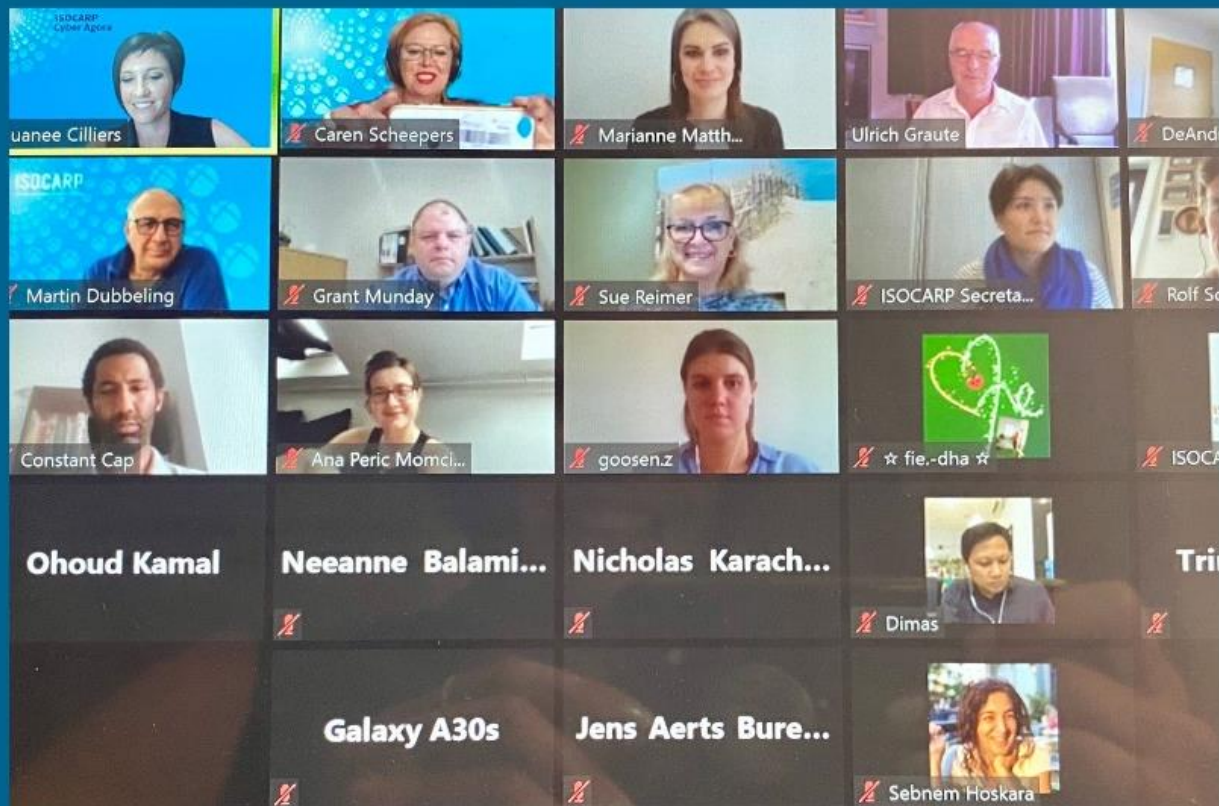 ISOCARP
Cyber Agora
uanee Cilliers
Caren Scheepers
Marianne Matth...
Ulrich Graute
DeAnd
ISOCARP
Martin Dubbeling
Grant Munday
Sue Reimer
ISOCARP Secreta...
Rolf Sc
Constant Cap
Ana Peric Momci...
goosen.z
☆ fie.-dha ☆
ISOCA
Ohoud Kamal
Neeanne Balami...
Nicholas Karach...
Dimas
Trin
Galaxy A30s
Jens Aerts Bure...
Sebnem Hoskara